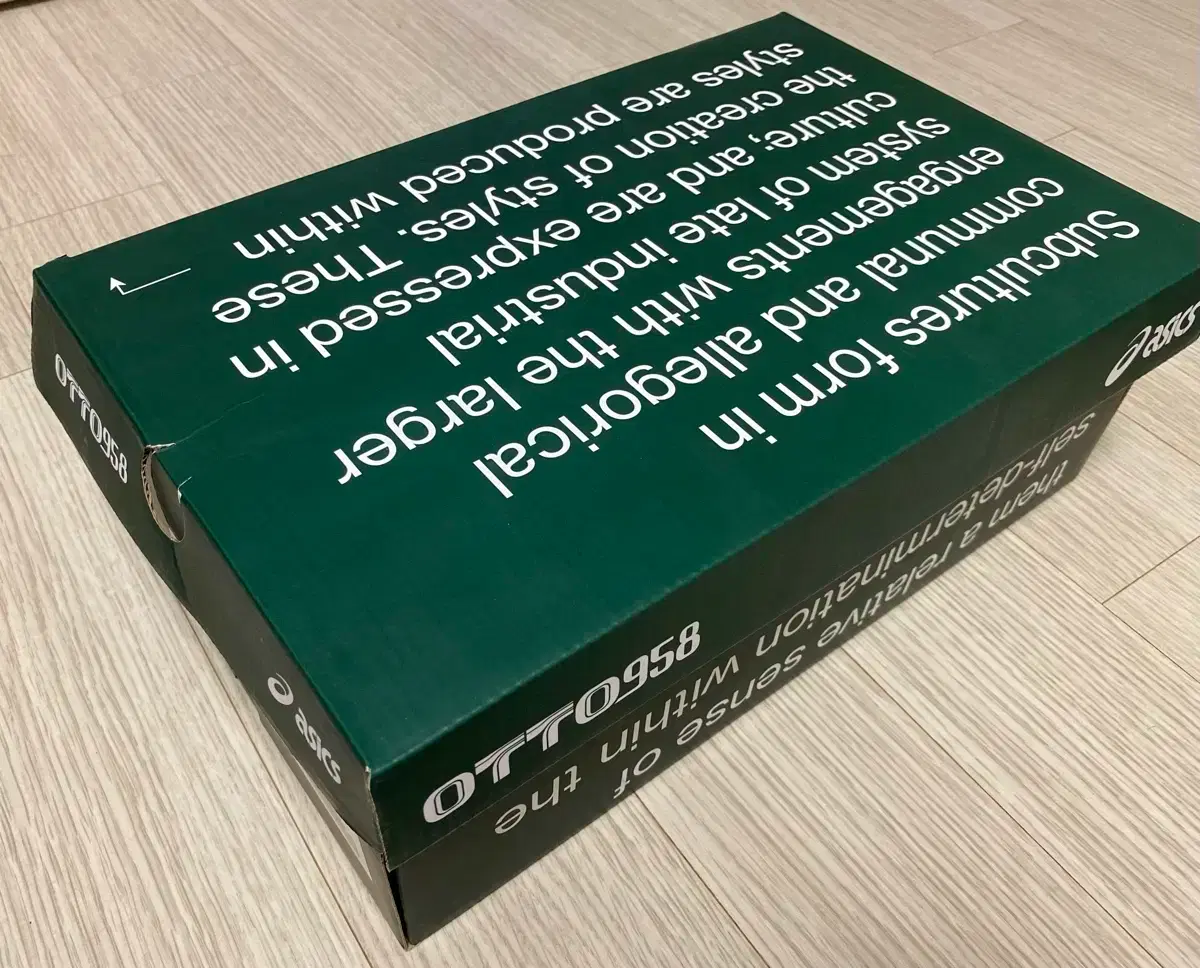 Subcultures form in
communal and allegorical
engagements with the larger
system of late industrial
culture; and are expressed in
the creation of styles. These
styles are produced within
OTTO958
asics
OTTO958
asics
them a relative sense of
self-determination within the